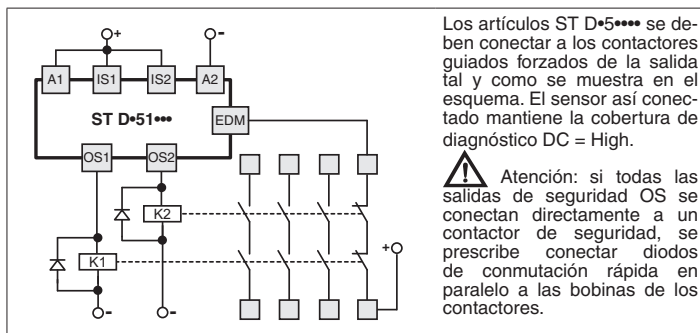 +
-
A1
IS1
IS2
A2
ST D•51•••
EDM
OS1
OS2
K2
K1
+
-
-
Los artículos ST D•5•••• se de-
ben conectar a los contactores
guiados forzados de la salida
tal y como se muestra en el
esquema. El sensor así conec-
tado mantiene la cobertura de
diagnóstico DC = High.
Atención: si todas las
salidas de seguridad OS se
conectan directamente a un
contactor de seguridad, se
prescribe conectar diodos
de conmutación rápida en
paralelo a las bobinas de los
contactores.